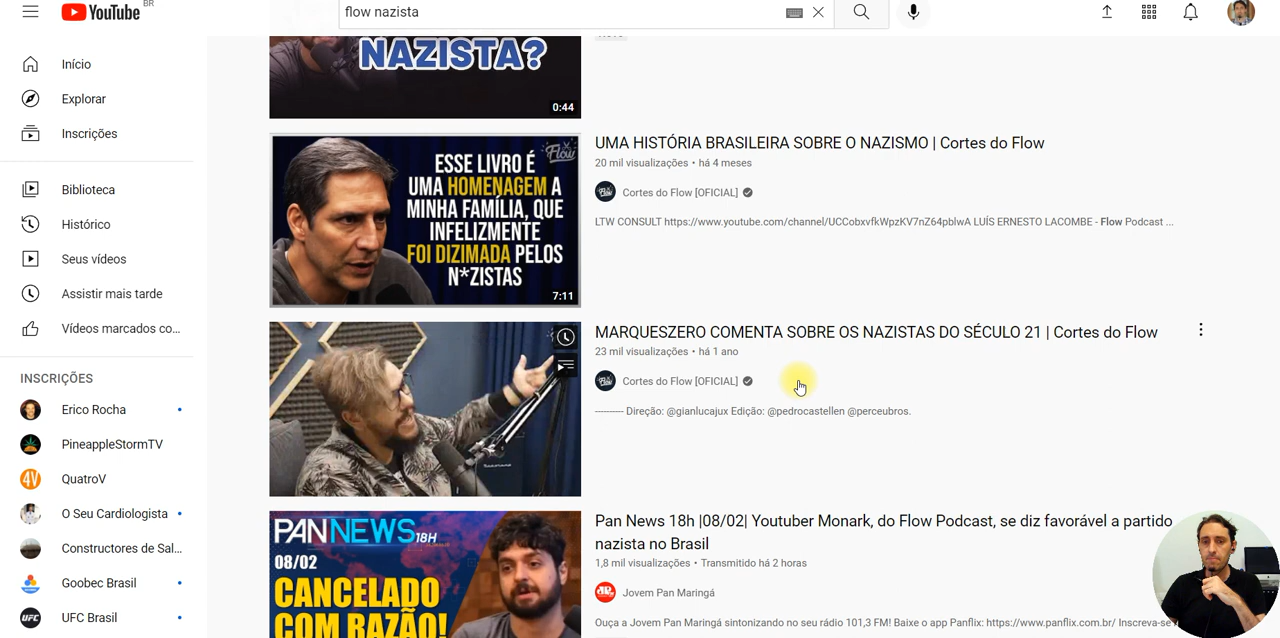 YouTube BR
flow nazista
Início
Explorar
Inscrições
Biblioteca
Histórico
Seus vídeos
Assistir mais tarde
Vídeos marcados co...
INSCRIÇÕES
Erico Rocha
PineappleStormTV
4V QuatroV
O Seu Cardiologista
Constructores de Sal...
Goobec Brasil
UFC UFC Brasil
NAZISTA?
0:44
Flow
ESSE LIVRO É
UMA HOMENAGEM A
MINHA FAMÍLIA, QUE
INFELIZMENTE
FOI DIZIMADA PELOS
N*ZISTAS
7:11
UMA HISTÓRIA BRASILEIRA SOBRE O NAZISMO | Cortes do Flow
20 mil visualizações • há 4 meses
Cortes do Flow [OFICIAL]
LTW CONSULT https://www.youtube.com/channel/UCCobxvfkWpzKV7nZ64pblwA LUÍS ERNESTO LACOMBE - Flow Podcast ...
MARQUESZERO COMENTA SOBRE OS NAZISTAS DO SÉCULO 21 | Cortes do Flow
23 mil visualizações • há 1 ano
Cortes do Flow [OFICIAL]
---------- Direção: @gianlucajux Edição: @pedrocastellen @perceubros.
PAN NEWS 18H
08/02
CANCELADO
COM RAZÃO!
Pan News 18h |08/02| Youtuber Monark, do Flow Podcast, se diz favorável a partido
nazista no Brasil
1,8 mil visualizações • Transmitido há 2 horas
Jovem Pan Maringá
Ouça a Jovem Pan Maringá sintonizando no seu rádio 101,3 FM! Baixe o app Panflix: https://www.panflix.com.br/ Inscreva-se